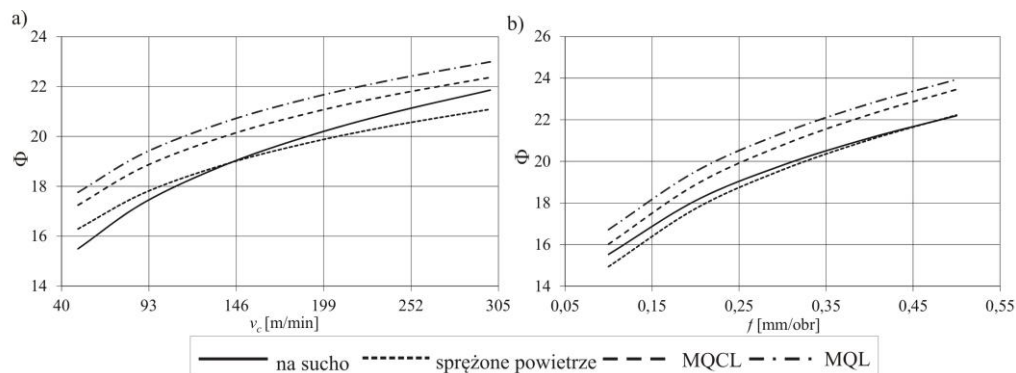 a)
24
22
20
18
16
14
Φ
40 93 146 199 252 305
v_c [m/min]
b)
26
24
22
20
18
16
14
Φ
0,05 0,15 0,25 0,35 0,45 0,55
f [mm/obr]
na sucho sprężone powietrze MQCL MQL